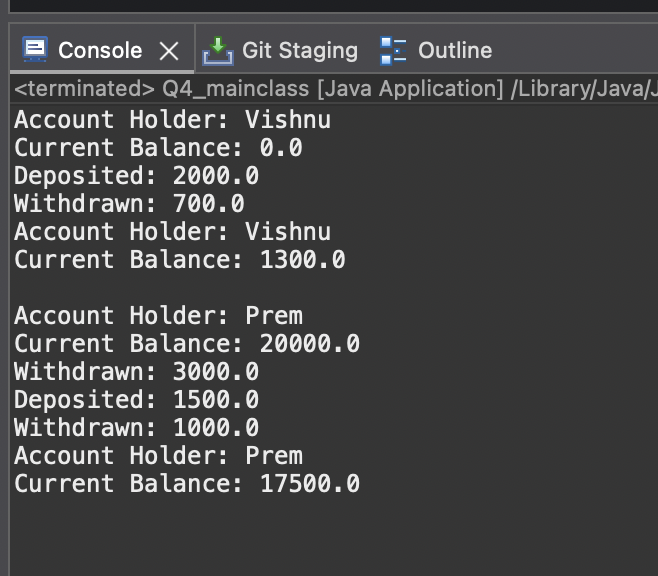 Console Git Staging Outline
<terminated> Q4_mainclass [Java Application] /Library/Java/J
Account Holder: Vishnu
Current Balance: 0.0
Deposited: 2000.0
Withdrawn: 700.0
Account Holder: Vishnu
Current Balance: 1300.0
Account Holder: Prem
Current Balance: 20000.0
Withdrawn: 3000.0
Deposited: 1500.0
Withdrawn: 1000.0
Account Holder: Prem
Current Balance: 17500.0